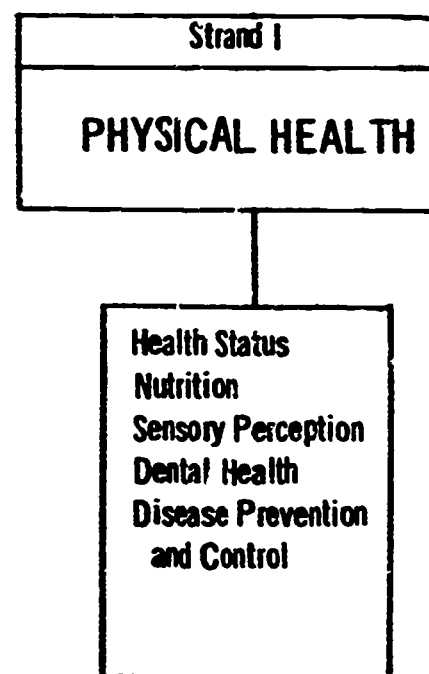 Strand I
PHYSICAL HEALTH
Health Status
Nutrition
Sensory Perception
Dental Health
Disease Prevention
and Control